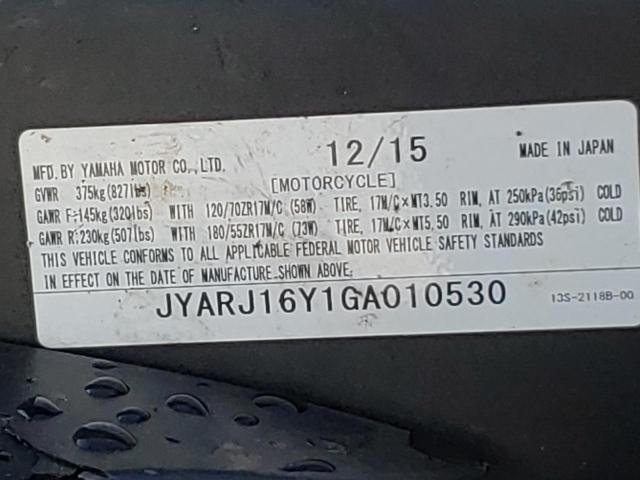 MFD.BY YAMAHA MOTOR CO.,LTD. 12/15 MADE IN JAPAN
GVWR 375kg(827lbs) [MOTORCYCLE]
GAWR F:145kg(320lbs) WITH 120/70ZR17M/C (58W) TIRE, 17M/C×MT3.50 RIM, AT 250kPa(36psi) COLD
GAWR R:230kg(507lbs) WITH 180/55ZR17M/C (73W) TIRE, 17M/C×MT5.50 RIM, AT 290kPa(42psi) COLD
THIS VEHICLE CONFORMS TO ALL APPLICABLE FEDERAL MOTOR VEHICLE SAFETY STANDARDS
IN EFFECT ON THE DATE OF MANUFACTURE SHOWN ABOVE.
JYARJ16Y1GA010530 13S-2118B-00